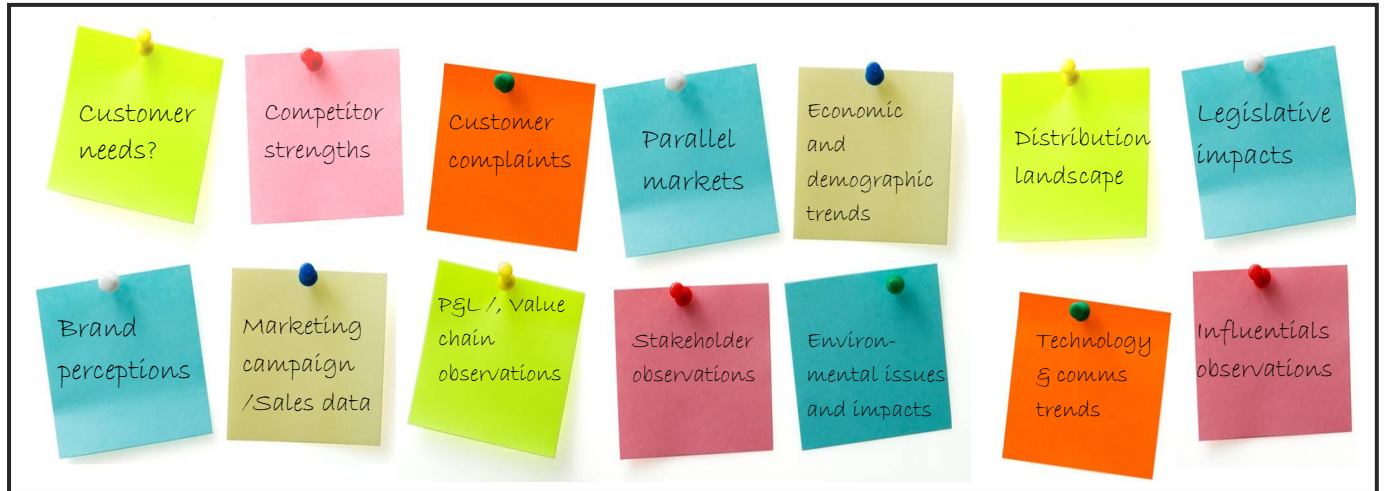 Customer
needs?
Competitor
strengths
Customer
complaints
Parallel
markets
Economic
and
demographic
trends
Distribution
landscape
Legislative
impacts
Brand
perceptions
Marketing
campaign
/Sales data
P&L /, Value
chain
observations
Stakeholder
observations
Environ-
mental issues
and impacts
Technology
& comms
trends
Influentials
observations